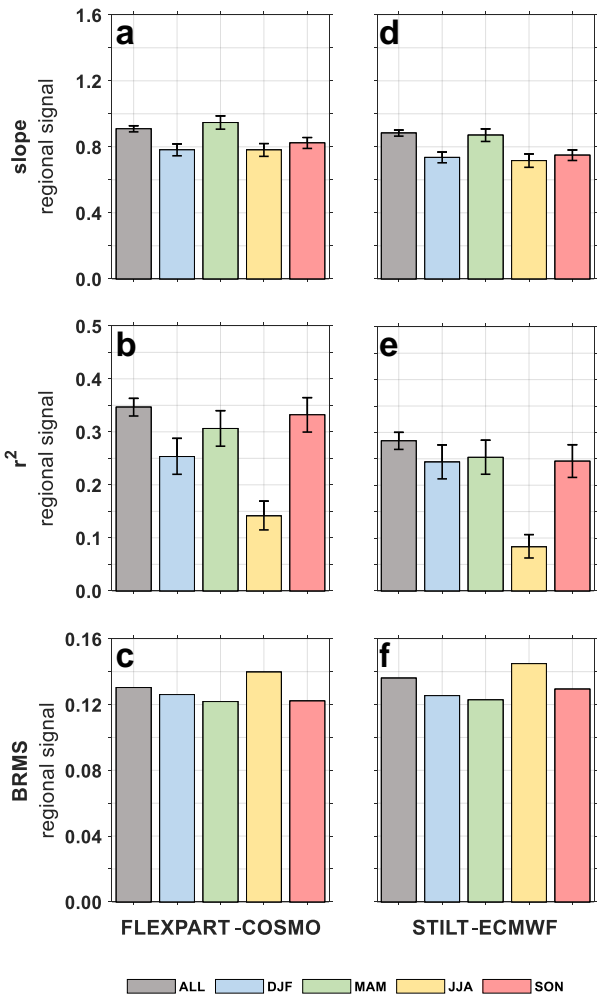 a
d
1.6
1.2
0.8
0.4
0.0
slope
regional signal
b
e
0.5
0.4
0.3
0.2
0.1
0.0
r2
regional signal
c
f
0.16
0.12
0.08
0.04
0.00
BRMS
regional signal
FLEXPART-COSMO
STILT-ECMWF
ALL DJF MAM JJA SON